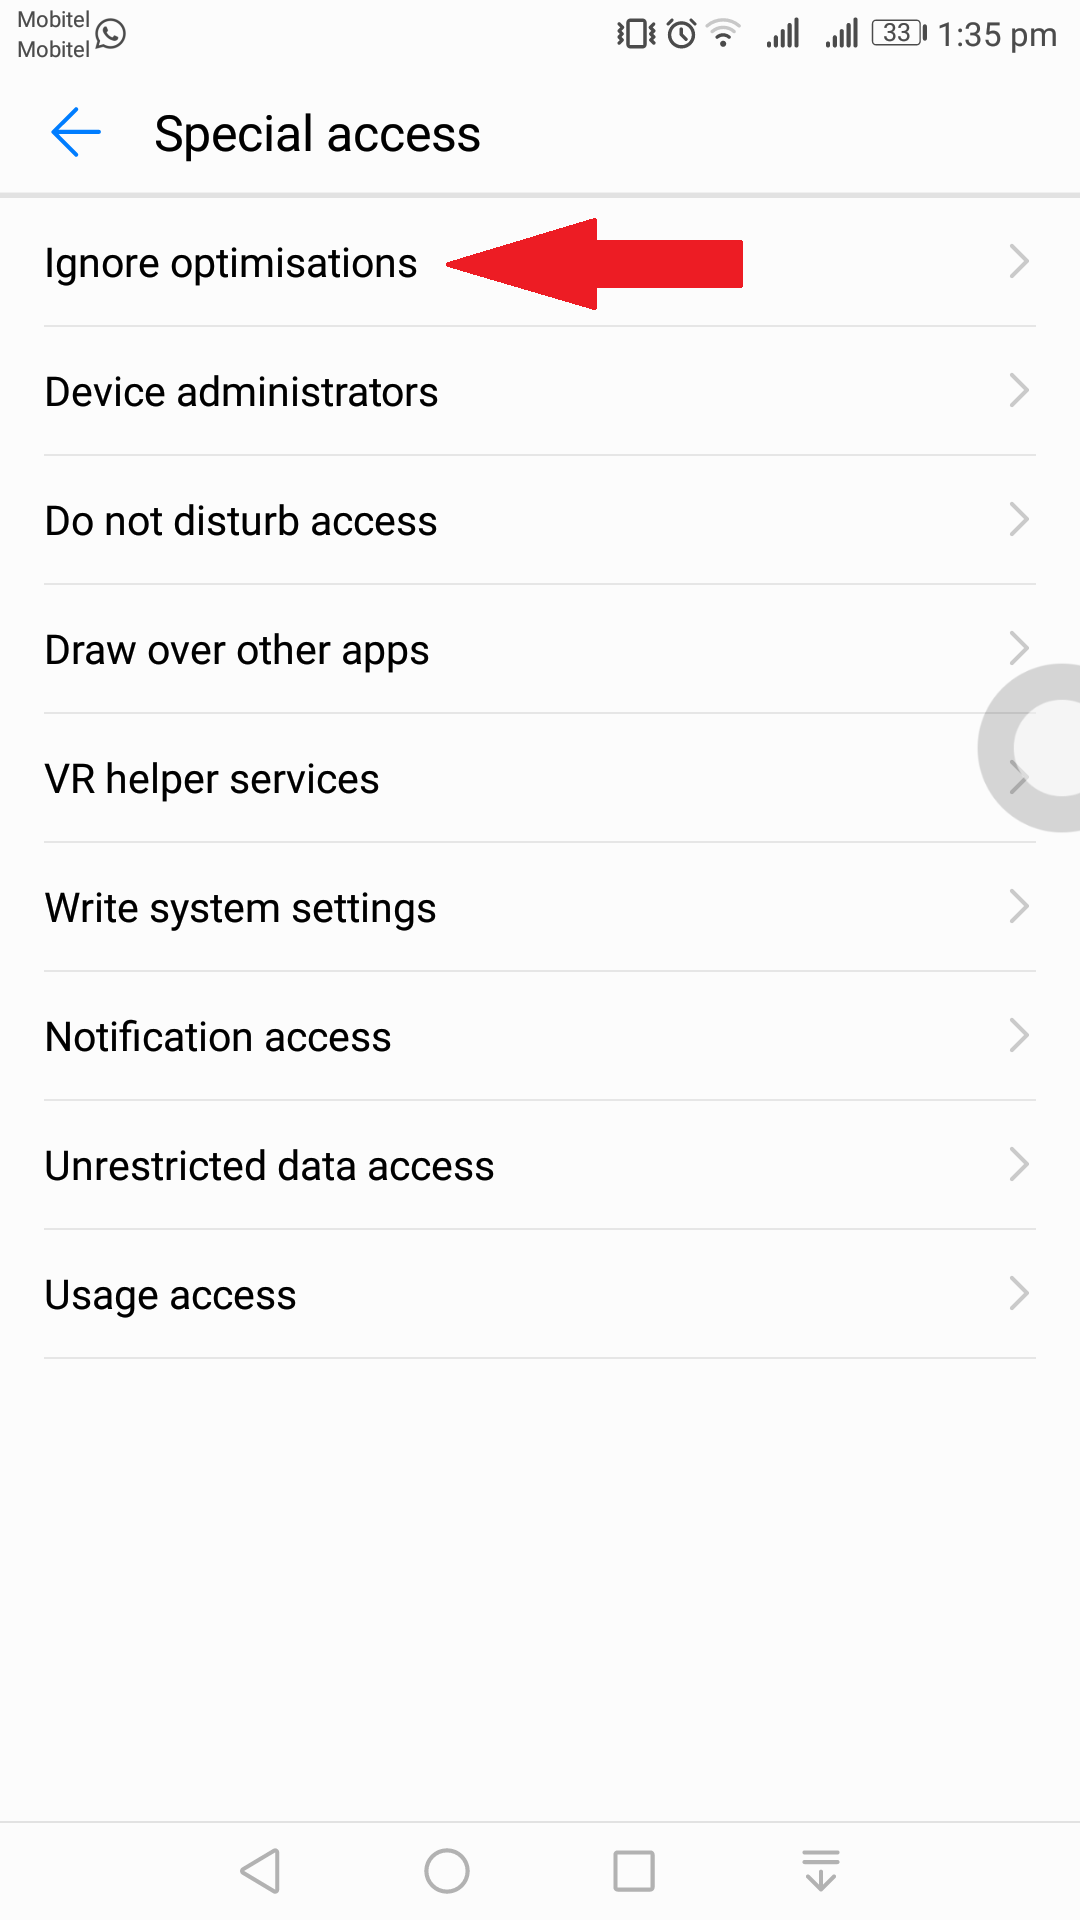 Mobitel
Mobitel
33 1:35 pm
Special access
Ignore optimisations
Device administrators
Do not disturb access
Draw over other apps
VR helper services
Write system settings
Notification access
Unrestricted data access
Usage access